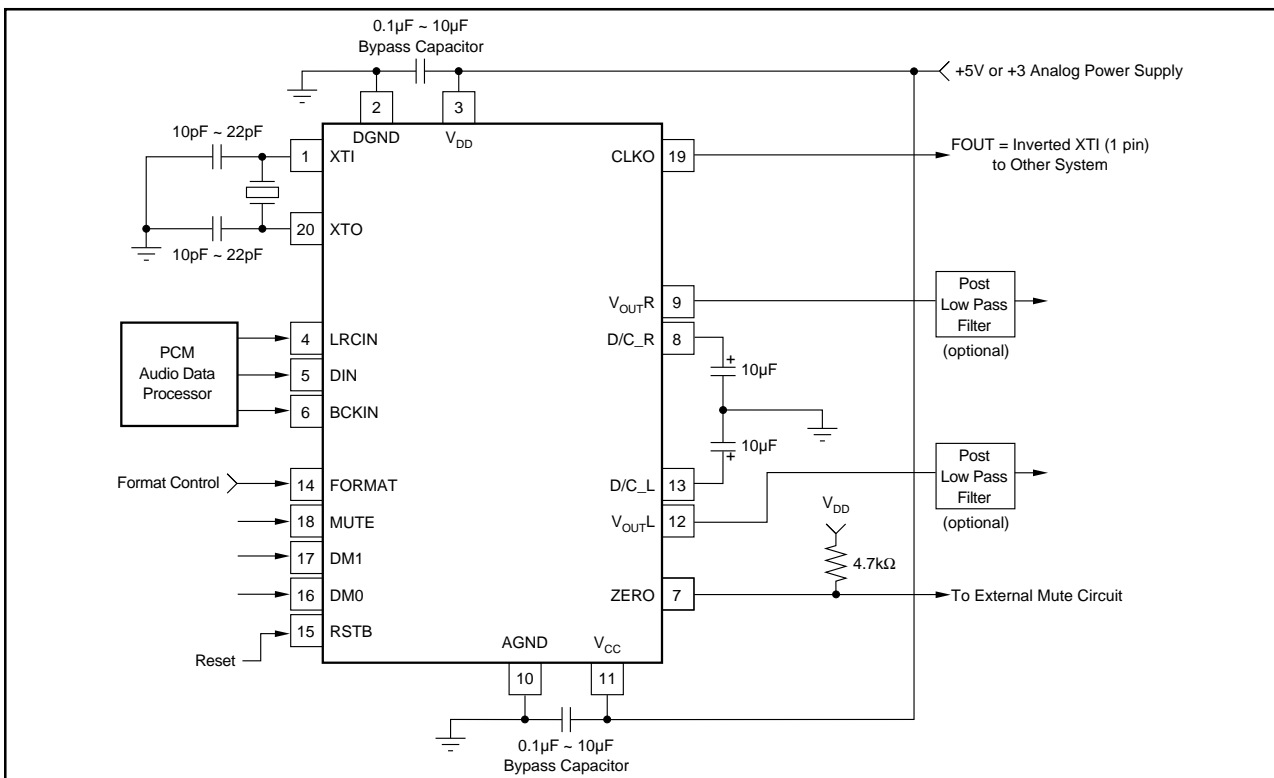 0.1µF ~ 10µF
Bypass Capacitor
+5V or +3 Analog Power Supply
2
3
DGND
VDD
10pF ~ 22pF
1
XTI
CLKO
19
FOUT = Inverted XTI (1 pin)
to Other System
20
XTO
10pF ~ 22pF
VOUTR
9
Post
Low Pass
Filter
(optional)
PCM
Audio Data
Processor
4
LRCIN
D/C_R
8
5
DIN
+
10µF
6
BCKIN
10µF
+
Post
Low Pass
Filter
(optional)
Format Control
14
FORMAT
D/C_L
13
18
MUTE
VOUTL
12
VDD
17
DM1
4.7kΩ
16
DM0
ZERO
7
To External Mute Circuit
15
RSTB
Reset
AGND
VCC
10
11
0.1µF ~ 10µF
Bypass Capacitor